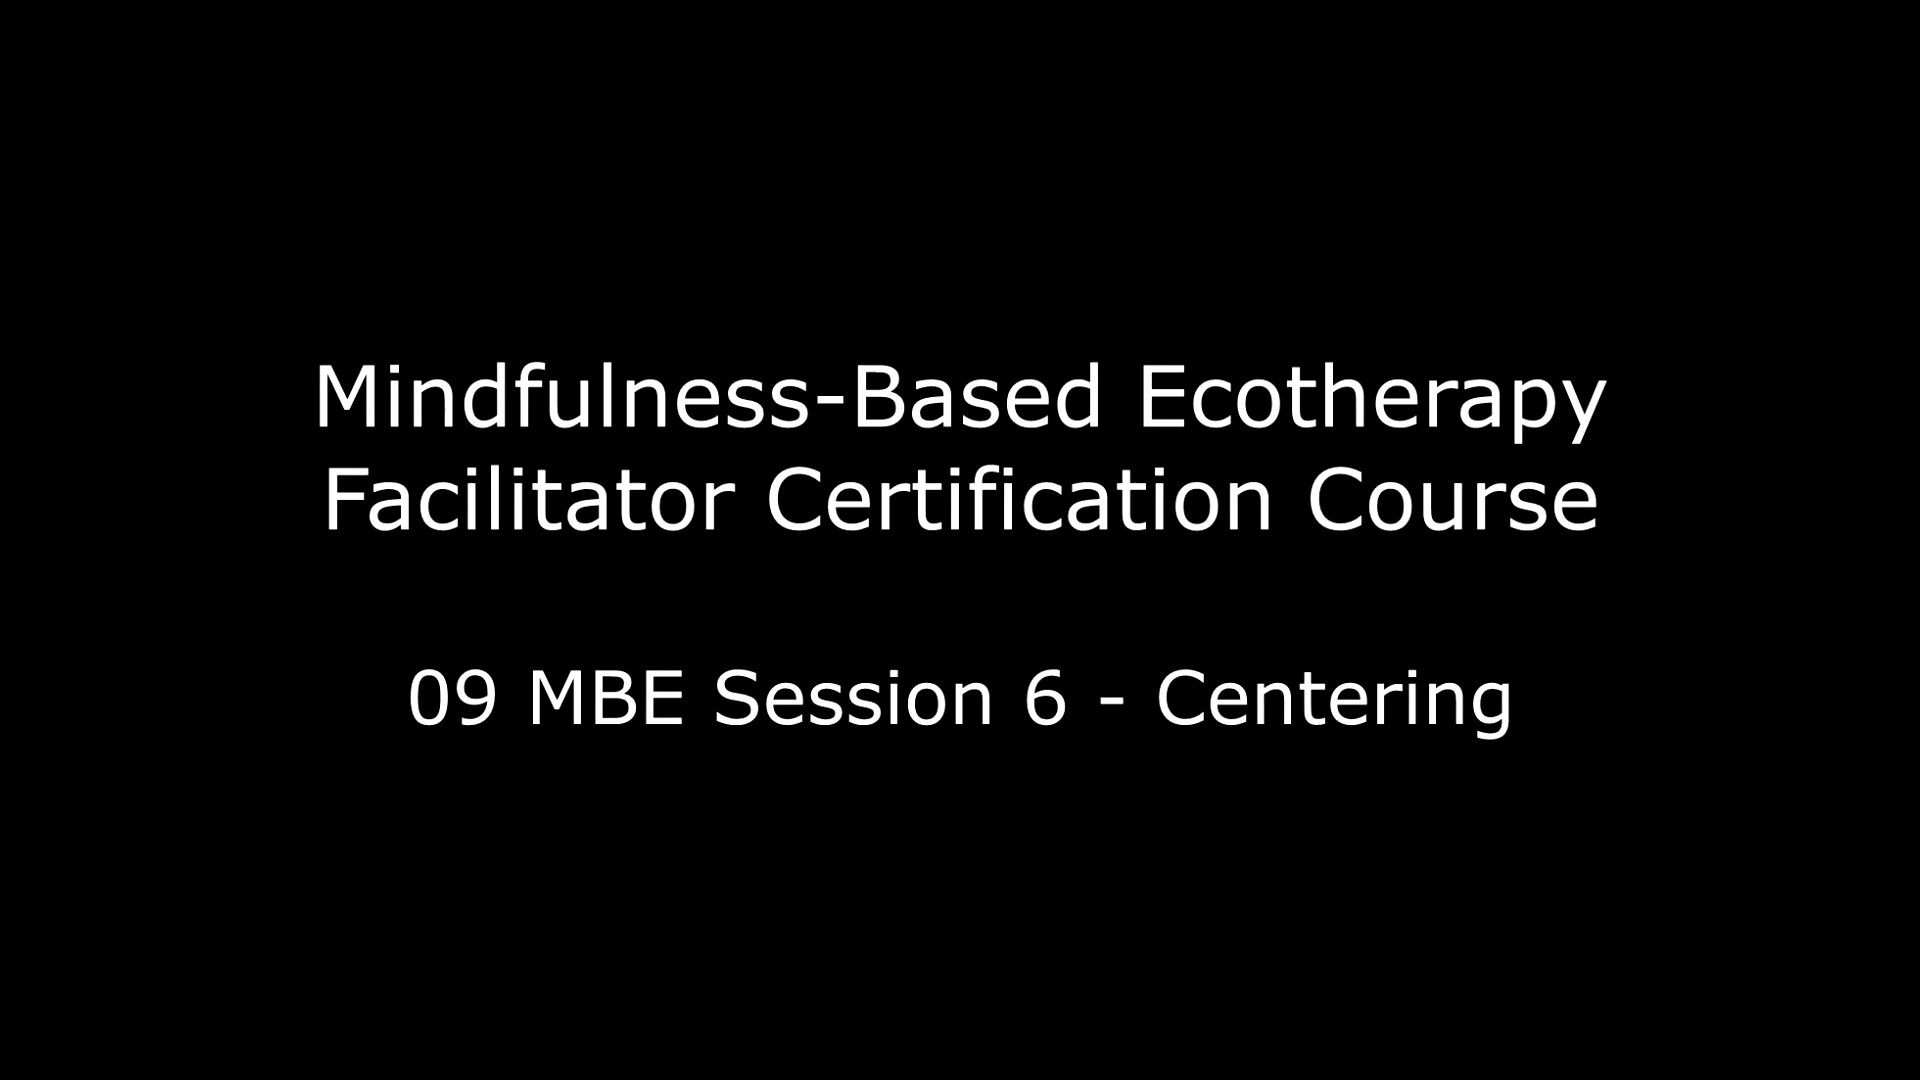 Mindfulness-Based Ecotherapy
Facilitator Certification Course
09 MBE Session 6 - Centering